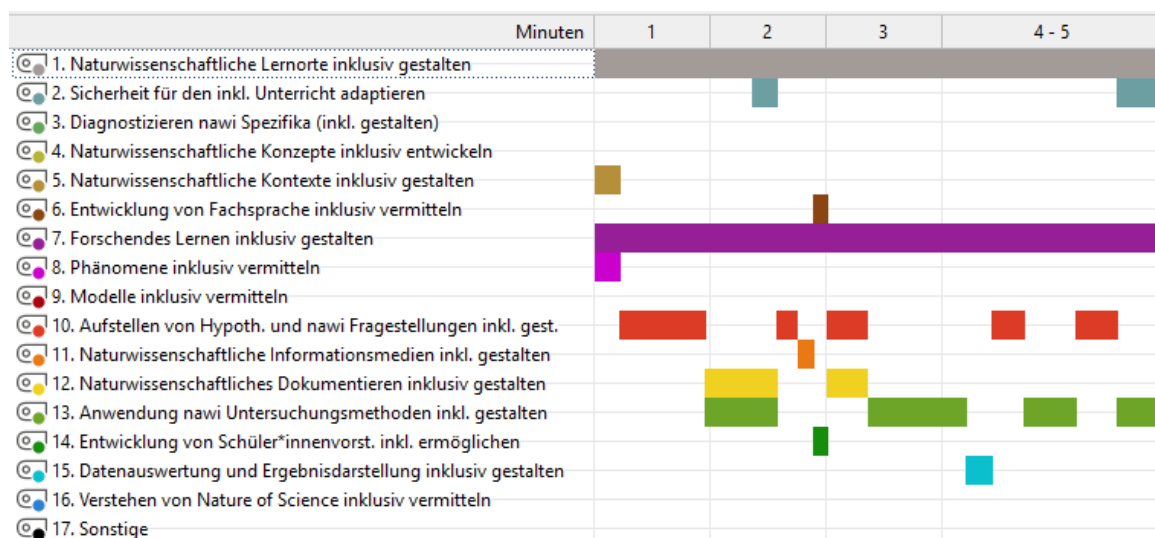 Minuten 1 2 3 4 - 5
1. Naturwissenschaftliche Lernorte inklusiv gestalten
2. Sicherheit für den inkl. Unterricht adaptieren
3. Diagnostizieren nawi Spezifika (inkl. gestalten)
4. Naturwissenschaftliche Konzepte inklusiv entwickeln
5. Naturwissenschaftliche Kontexte inklusiv gestalten
6. Entwicklung von Fachsprache inklusiv vermitteln
7. Forschendes Lernen inklusiv gestalten
8. Phänomene inklusiv vermitteln
9. Modelle inklusiv vermitteln
10. Aufstellen von Hypoth. und nawi Fragestellungen inkl. gest.
11. Naturwissenschaftliche Informationsmedien inkl. gestalten
12. Naturwissenschaftliches Dokumentieren inklusiv gestalten
13. Anwendung nawi Untersuchungsmethoden inkl. gestalten
14. Entwicklung von Schüler*innenvorst. inkl. ermöglichen
15. Datenauswertung und Ergebnisdarstellung inklusiv gestalten
16. Verstehen von Nature of Science inklusiv vermitteln
17. Sonstige